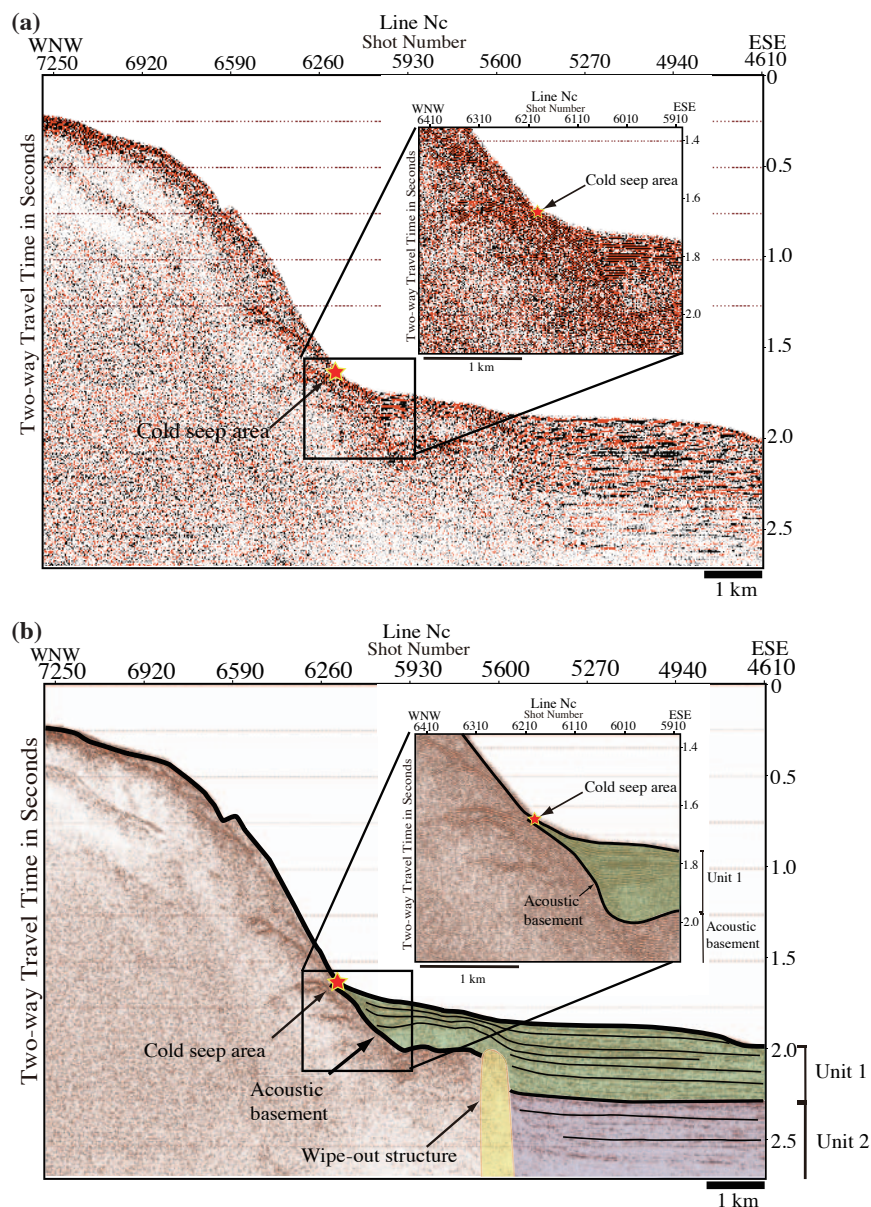 (a)
Line Nc
Shot Number
WNW
ESE
7250 6920 6590 6260 5930 5600 5270 4940 4610
0
0.5
1.0
1.5
2.0
2.5
Two-way Travel Time in Seconds
Line Nc
WNW
Shot Number
ESE
6410 6310 6210 6110 6010 5910
1.4
1.6
1.8
2.0
Two-way Travel Time in Seconds
Cold seep area
1 km
Cold seep area
1 km
(b)
Line Nc
Shot Number
WNW
ESE
7250 6920 6590 6260 5930 5600 5270 4940 4610
0
0.5
1.0
1.5
2.0
2.5
Two-way Travel Time in Seconds
Line Nc
WNW
Shot Number
ESE
6410 6310 6210 6110 6010 5910
1.4
1.6
1.8
2.0
Two-way Travel Time in Seconds
Cold seep area
Unit 1
Acoustic
basement
Acoustic
basement
1 km
Cold seep area
Acoustic
basement
Wipe-out structure
Unit 1
Unit 2
1 km